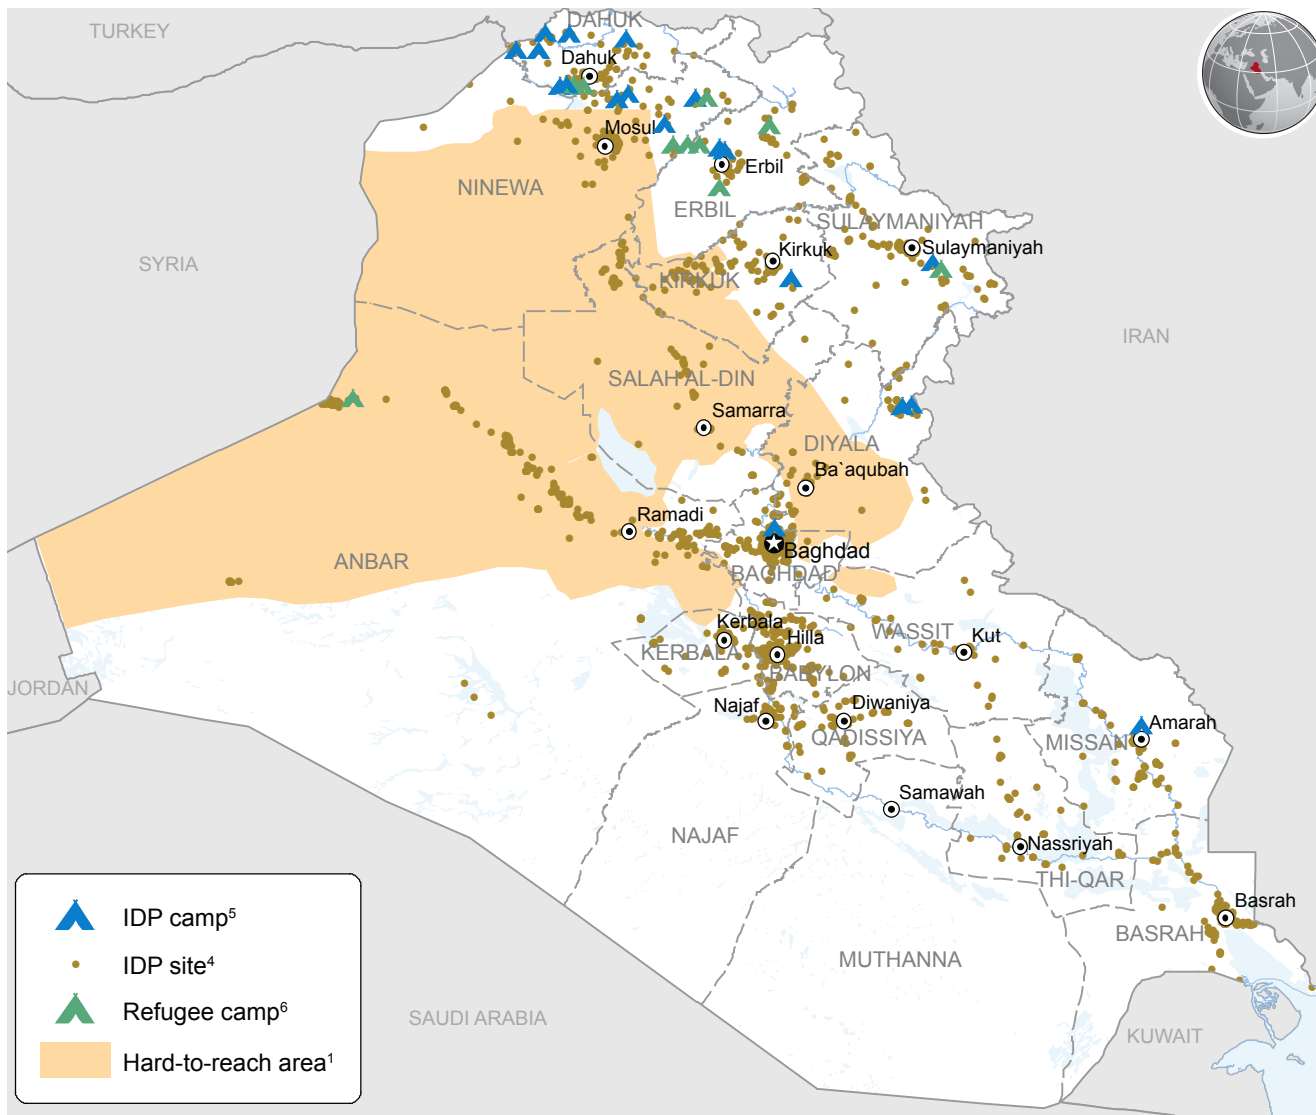 DAHUK
TURKEY
Dahuk
Mosul
Erbil
NINEWA
ERBIL
SULAYMANIYAH
Sulaymaniyah
Kirkuk
SYRIA
KIRKUK
IRAN
SALAH AL-DIN
Samarra
DIYALA
Ba`aqubah
Ramadi
Baghdad
ANBAR
BAGHDAD
Kerbala
Hilla
WASSIT
Kut
KERBALA
BABYLON
JORDAN
Najaf
Diwaniya
QADISSIYA
MISSAN
Amarah
Samawah
NAJAF
Nassriyah
THI-QAR
Basrah
BASRAH
MUTHANNA
SAUDI ARABIA
KUWAIT
IDP camp⁵
IDP site⁴
Refugee camp⁶
Hard-to-reach area¹